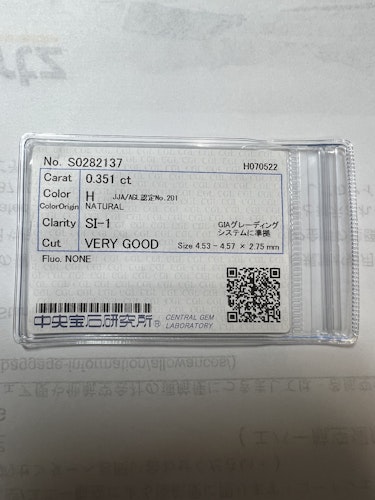 No. S0282137
H070522
Carat 0.351 ct
Color H JJA/AGL認定No.201
ColorOrigin NATURAL
Clarity SI-1 GIAグレーディング
システムに準拠
Cut VERY GOOD Size 4.53 - 4.57 × 2.75 mm
Fluo. NONE
中央宝石研究所® CENTRAL GEM
LABORATORY
baggage-information/allowances()